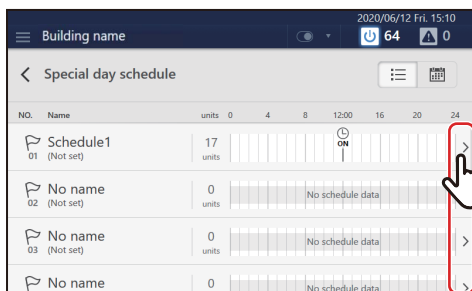 2020/06/12 Fri. 15:10
Building name 64 0
Special day schedule
NO. Name units 0 4 8 12:00 16 20 24
Schedule1 17 ON
01 (Not set) units
No name 0 No schedule data
02 (Not set) units
No name 0 No schedule data
03 (Not set) units
No name 0 No schedule data